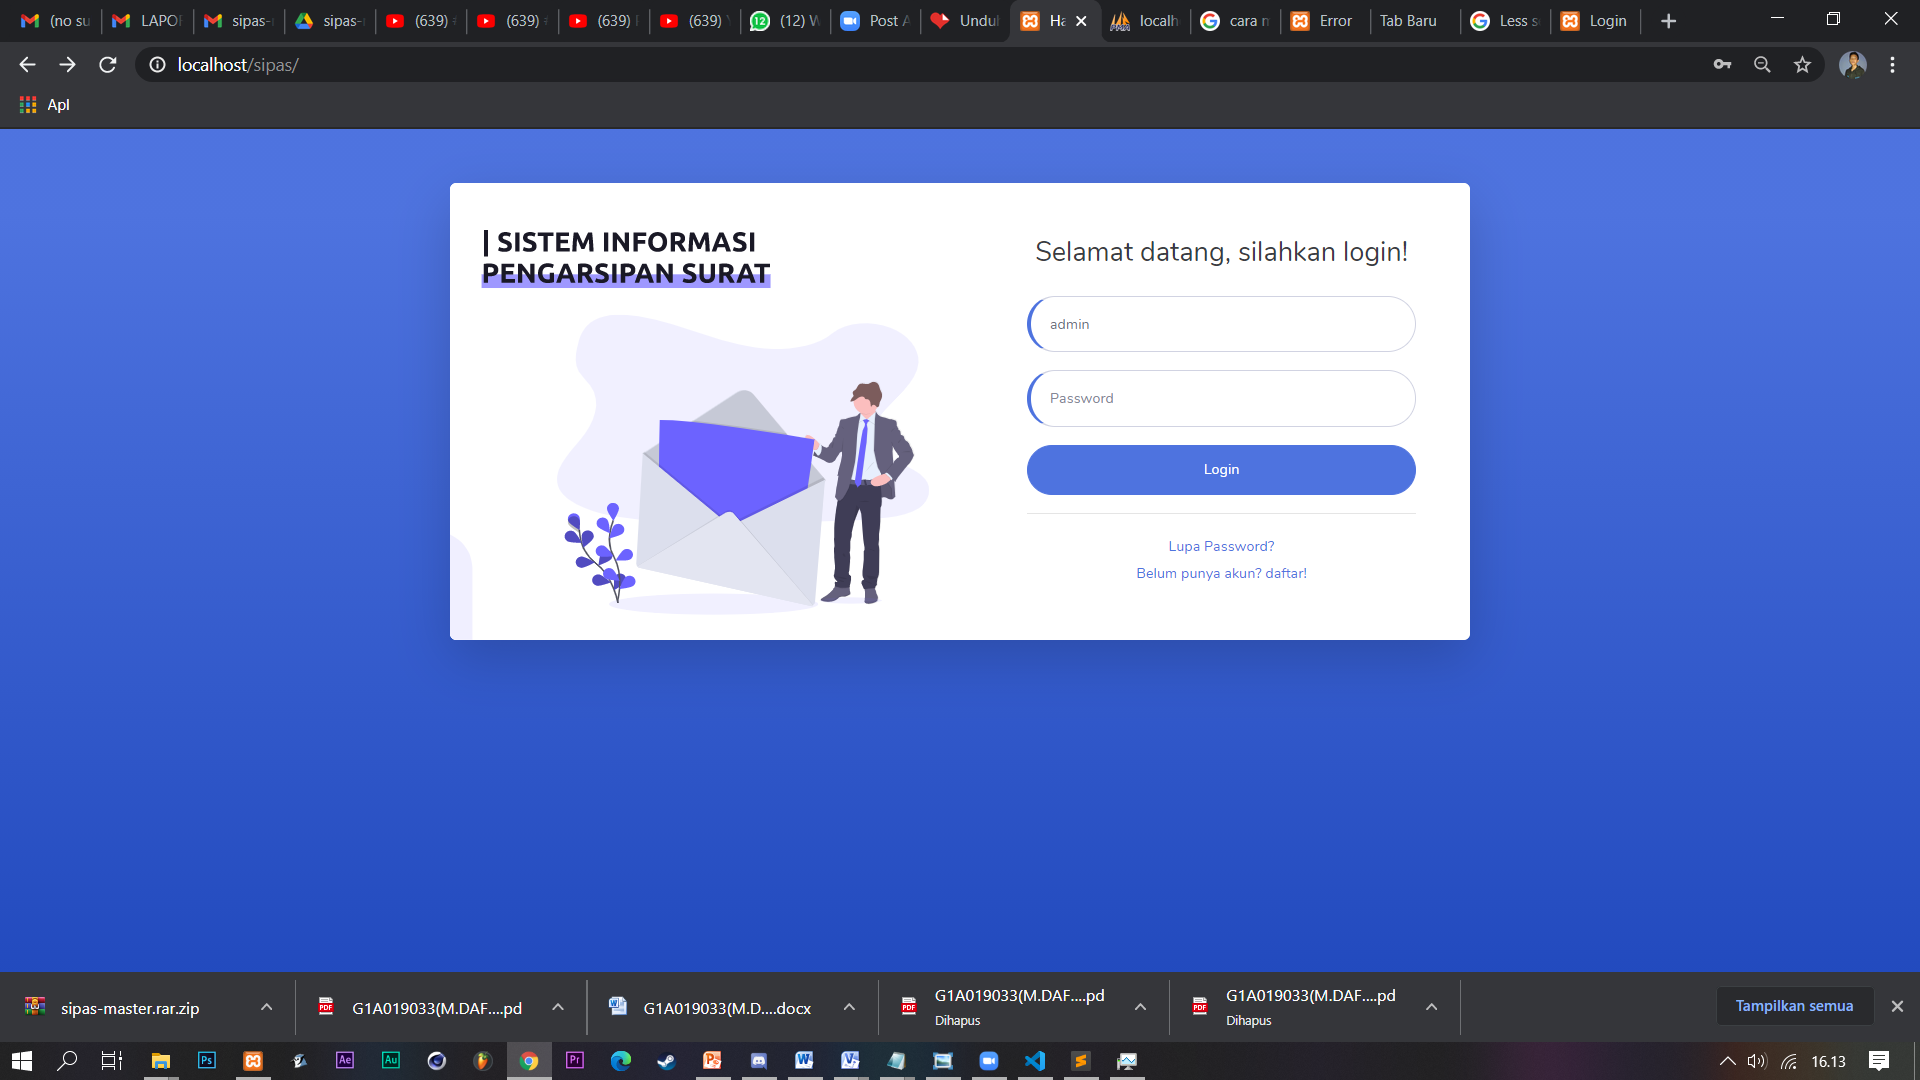 (no su
LAPOR
sipas-r
sipas-r
(639)
(639)
(639)
(639)
(12) W
Post A
Undul
Ha
localh
cara m
Error
Tab Baru
Less s
Login
localhost/sipas/
Apl
| SISTEM INFORMASI
PENGARSIPAN SURAT
Selamat datang, silahkan login!
admin
Password
Login
Lupa Password?
Belum punya akun? daftar!
sipas-master.rar.zip
G1A019033(M.DAF....pd
G1A019033(M.D....docx
G1A019033(M.DAF....pd
Dihapus
G1A019033(M.DAF....pd
Dihapus
Tampilkan semua
16.13